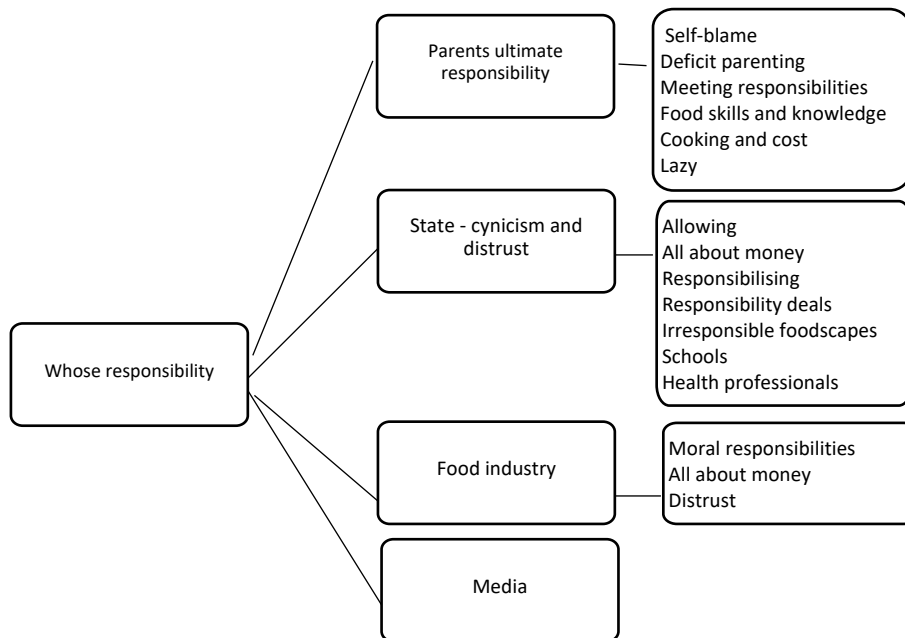 Whose responsibility
Parents ultimate
responsibility
Self-blame
Deficit parenting
Meeting responsibilities
Food skills and knowledge
Cooking and cost
Lazy
State - cynicism and
distrust
Allowing
All about money
Responsibilising
Responsibility deals
Irresponsible foodscapes
Schools
Health professionals
Food industry
Moral responsibilities
All about money
Distrust
Media